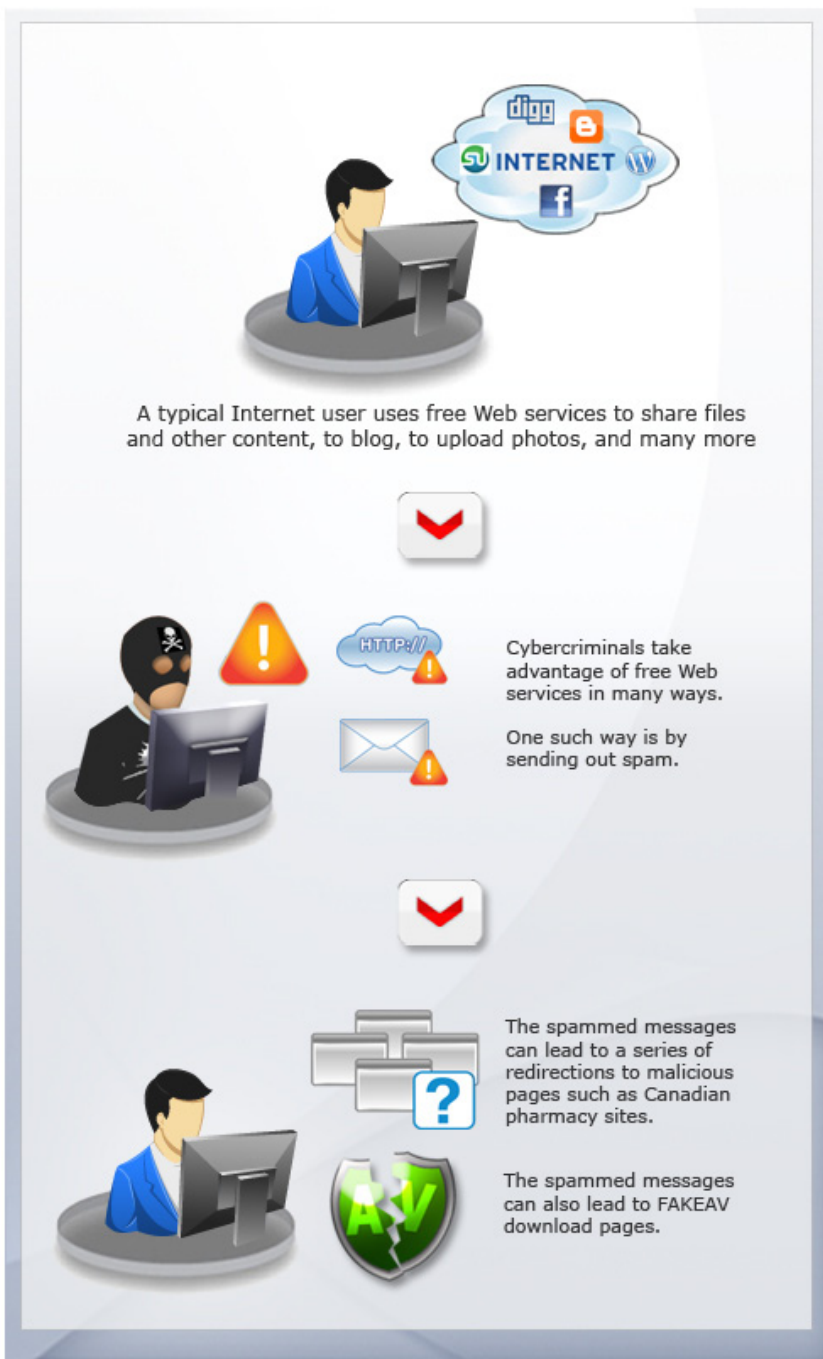 digg
INTERNET
A typical Internet user uses free Web services to share files
and other content, to blog, to upload photos, and many more
HTTP://
!
!
!
Cybercriminals take
advantage of free Web
services in many ways.
One such way is by
sending out spam.
The spammed messages
can lead to a series of
redirections to malicious
pages such as Canadian
pharmacy sites.
?
AV
The spammed messages
can also lead to FAKEAV
download pages.